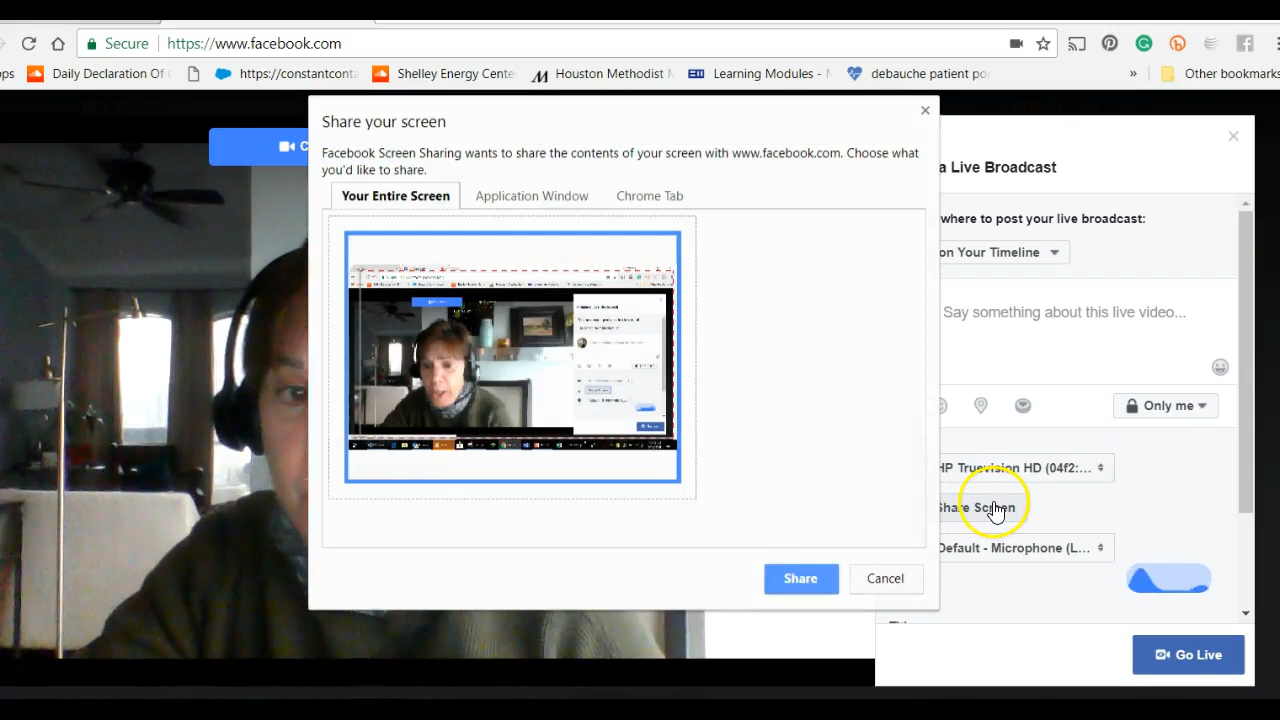 Secure
https://www.facebook.com
ops
Daily Declaration Of
https://constantconta
Shelley Energy Cente
Houston Methodist
Learning Modules -
debauche patient po
»
Other bookmarks
Share your screen
Facebook Screen Sharing wants to share the contents of your screen with www.facebook.com. Choose what
you'd like to share.
Your Entire Screen
Application Window
Chrome Tab
Share
Cancel
C
a Live Broadcast
where to post your live broadcast:
on Your Timeline
Say something about this live video...
Only me
HP Truevision HD (04f2:...
Share Screen
Default - Microphone (L...
Go Live